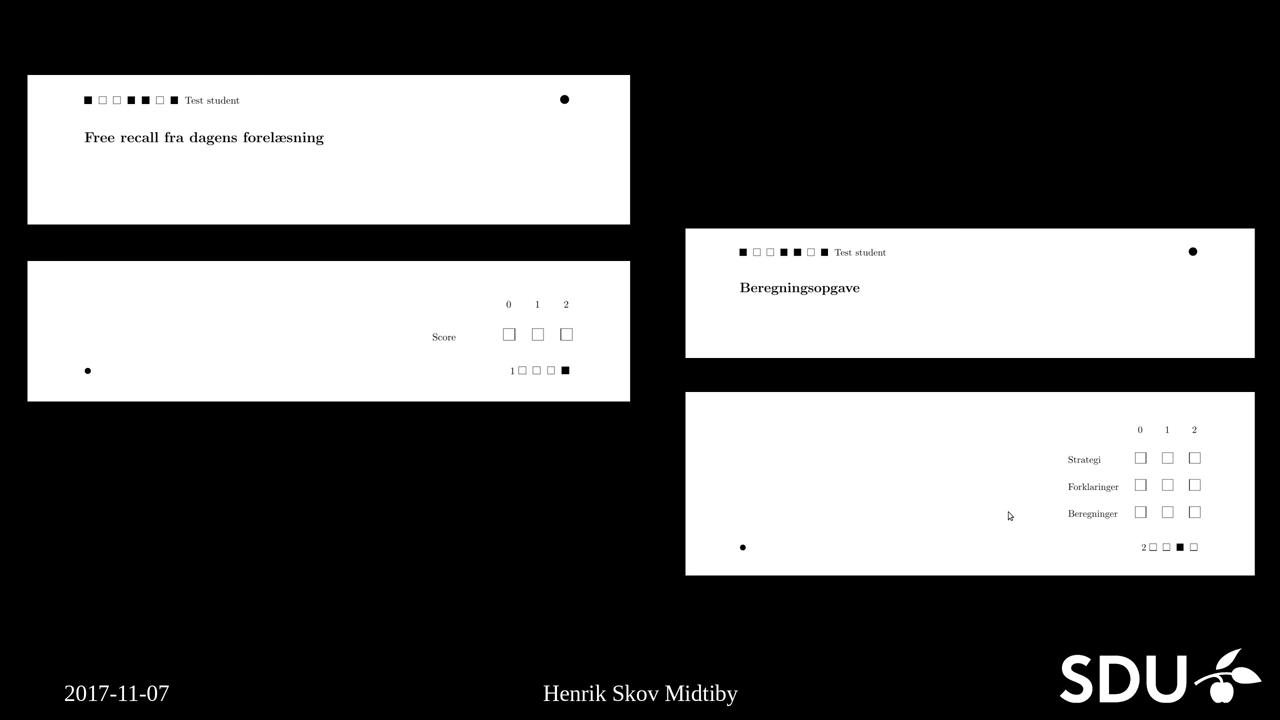 Test student
Free recall fra dagens forelæsning
0 1 2
Score
1
Test student
Beregningsopgave
0 1 2
Strategi
Forklaringer
Beregninger
2
2017-11-07
Henrik Skov Midtiby
SDU